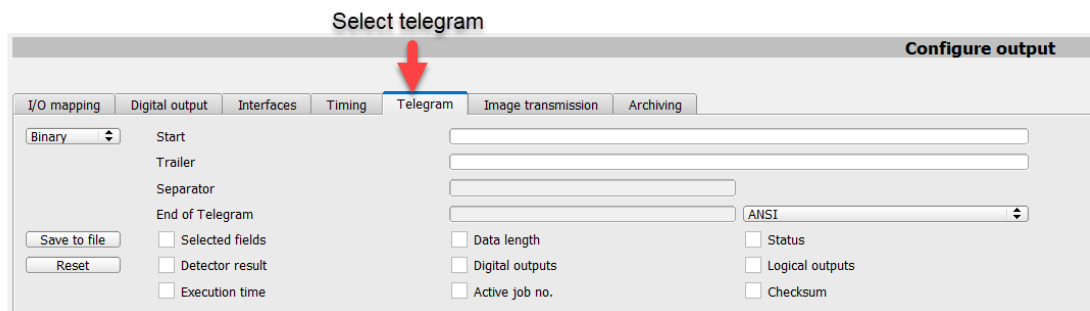 Select telegram
Configure output
I/O mapping Digital output Interfaces Timing Telegram Image transmission Archiving
Binary Start
Trailer
Separator
End of Telegram ANSI
Save to file Selected fields Data length Status
Reset Detector result Digital outputs Logical outputs
Execution time Active job no. Checksum